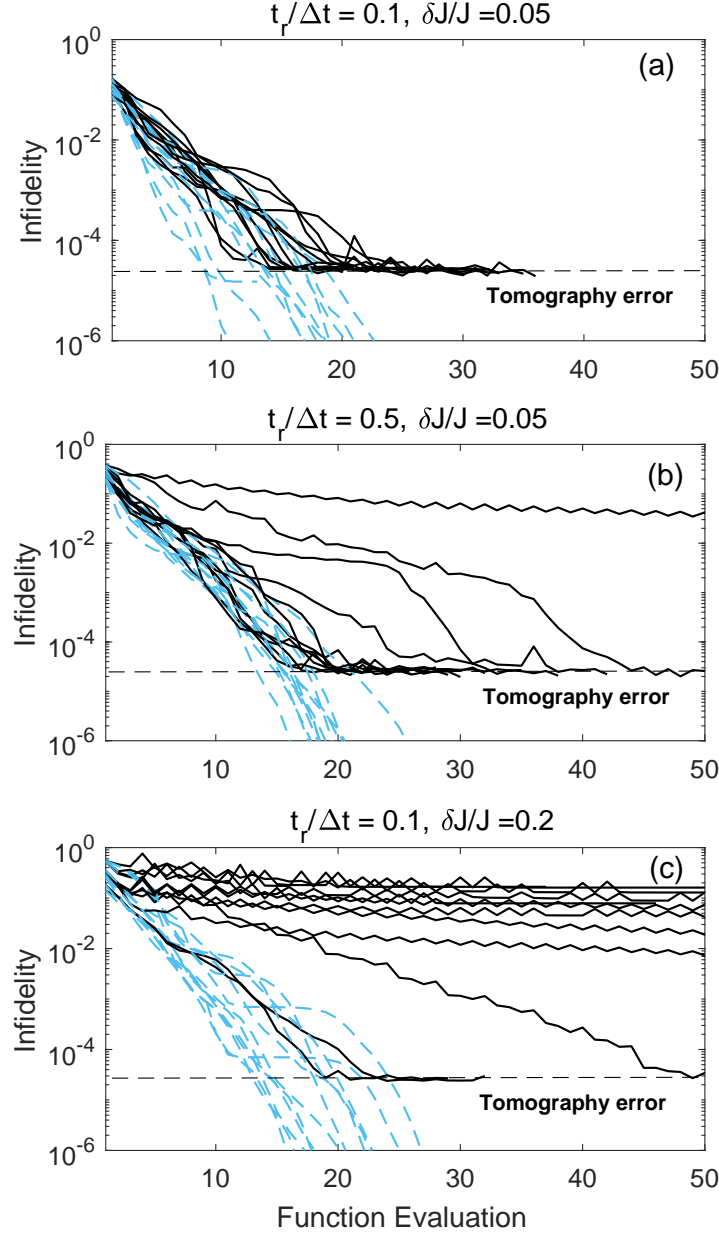 t_r/Δt = 0.1, δJ/J =0.05
(a)
Infidelity
10^0
10^-2
10^-4
10^-6
Tomography error
10 20 30 40 50
t_r/Δt = 0.5, δJ/J =0.05
(b)
Infidelity
10^0
10^-2
10^-4
10^-6
Tomography error
10 20 30 40 50
t_r/Δt = 0.1, δJ/J =0.2
(c)
Infidelity
10^0
10^-2
10^-4
10^-6
Tomography error
10 20 30 40 50
Function Evaluation